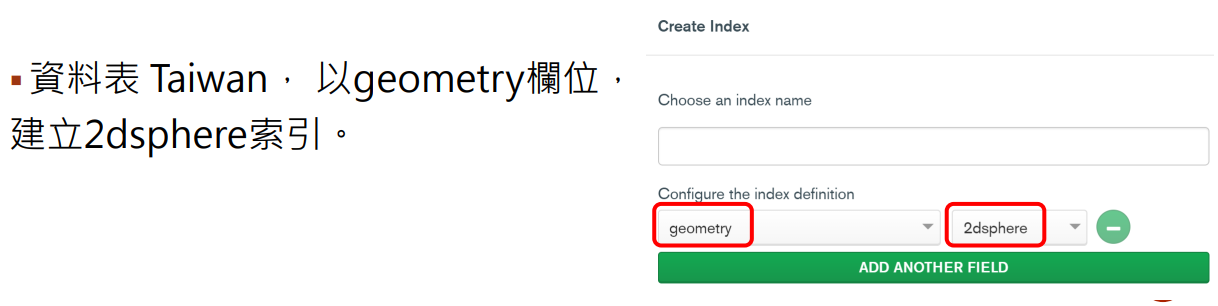 ▪資料表 Taiwan， 以geometry欄位，
建立2dsphere索引。
Create Index
Choose an index name
Configure the index definition
geometry 2dsphere
ADD ANOTHER FIELD